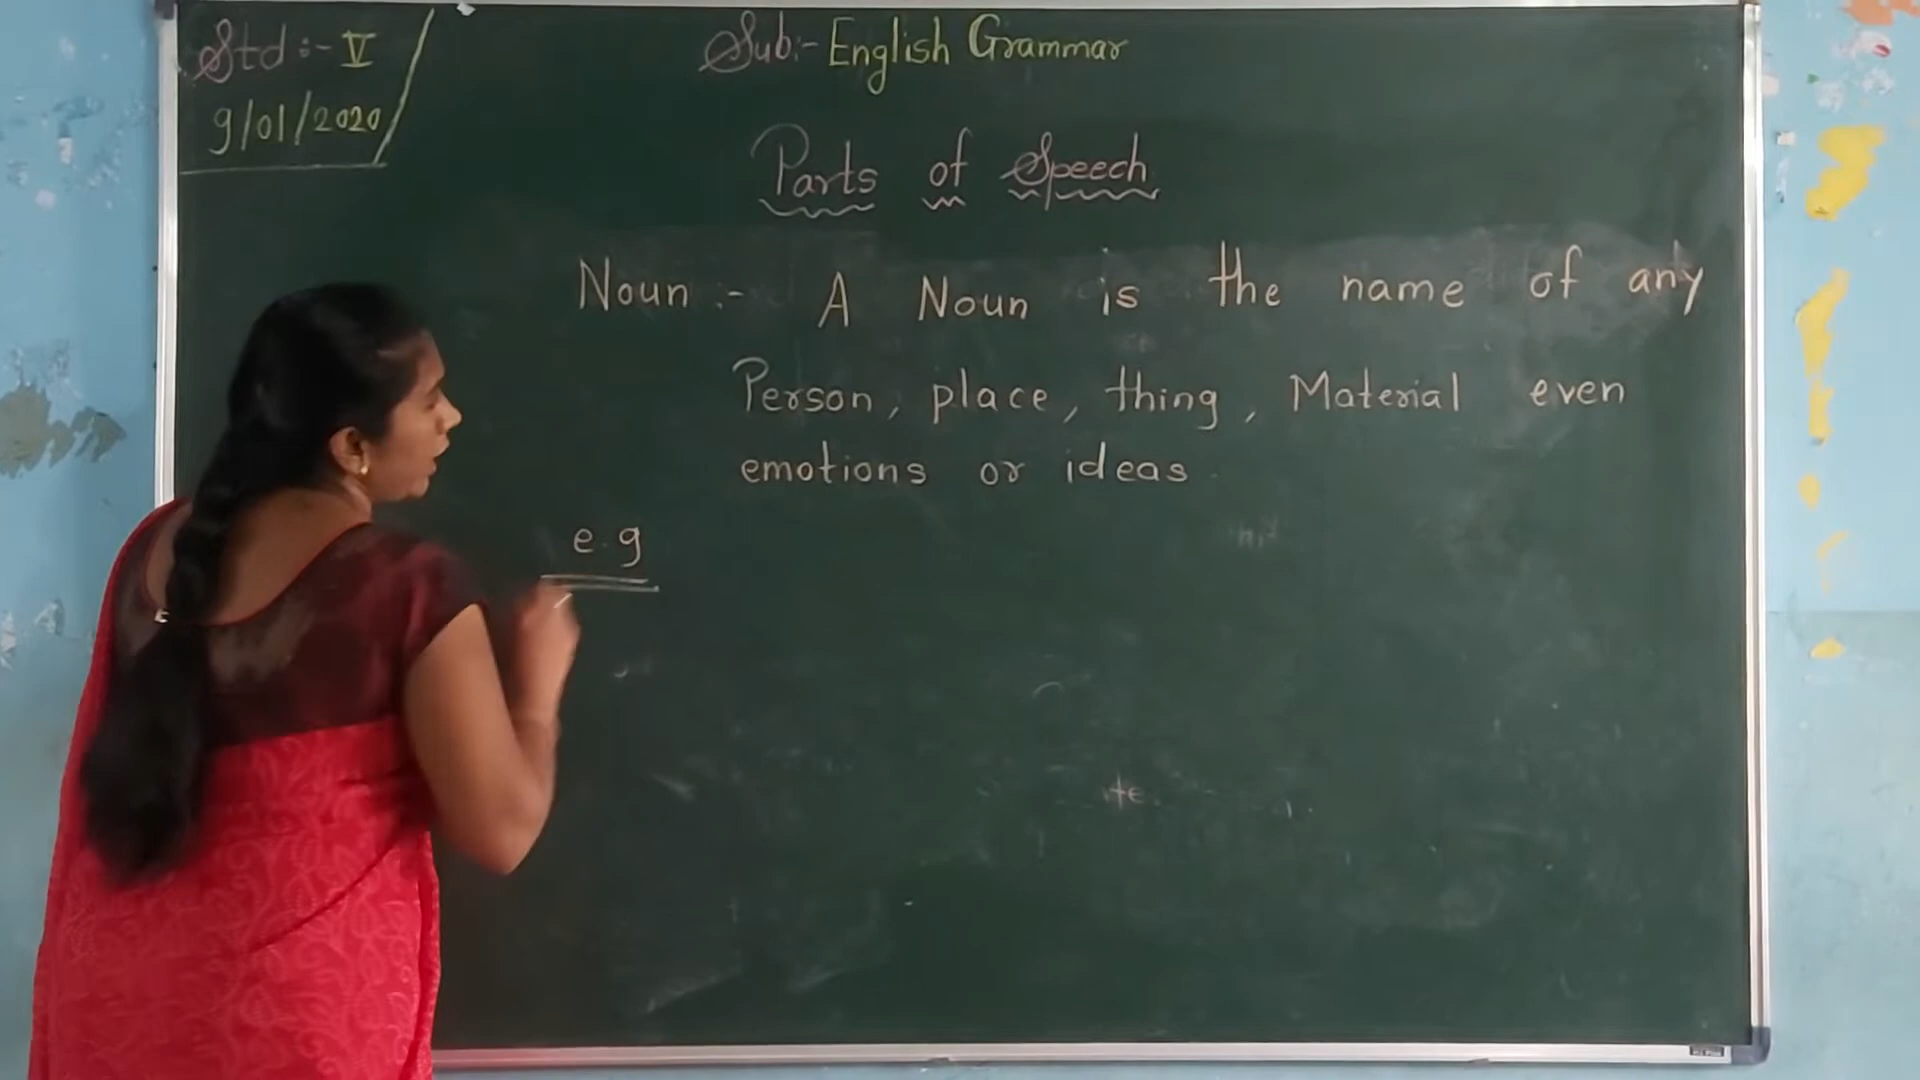 Std :- V
9/01/2020
Sub:- English Grammar
Parts of Speech
Noun :- A Noun is the name of any
Person, place, thing, Material even
emotions or ideas
e.g